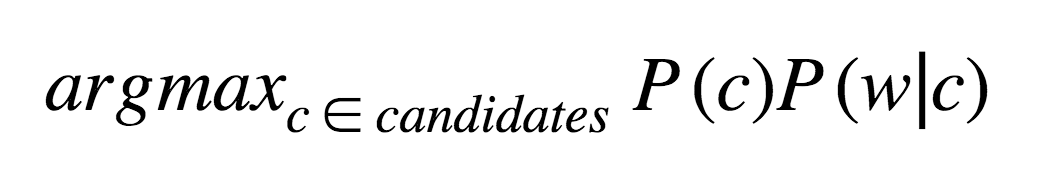 argmax_{c ∈ candidates} P(c)P(w|c)